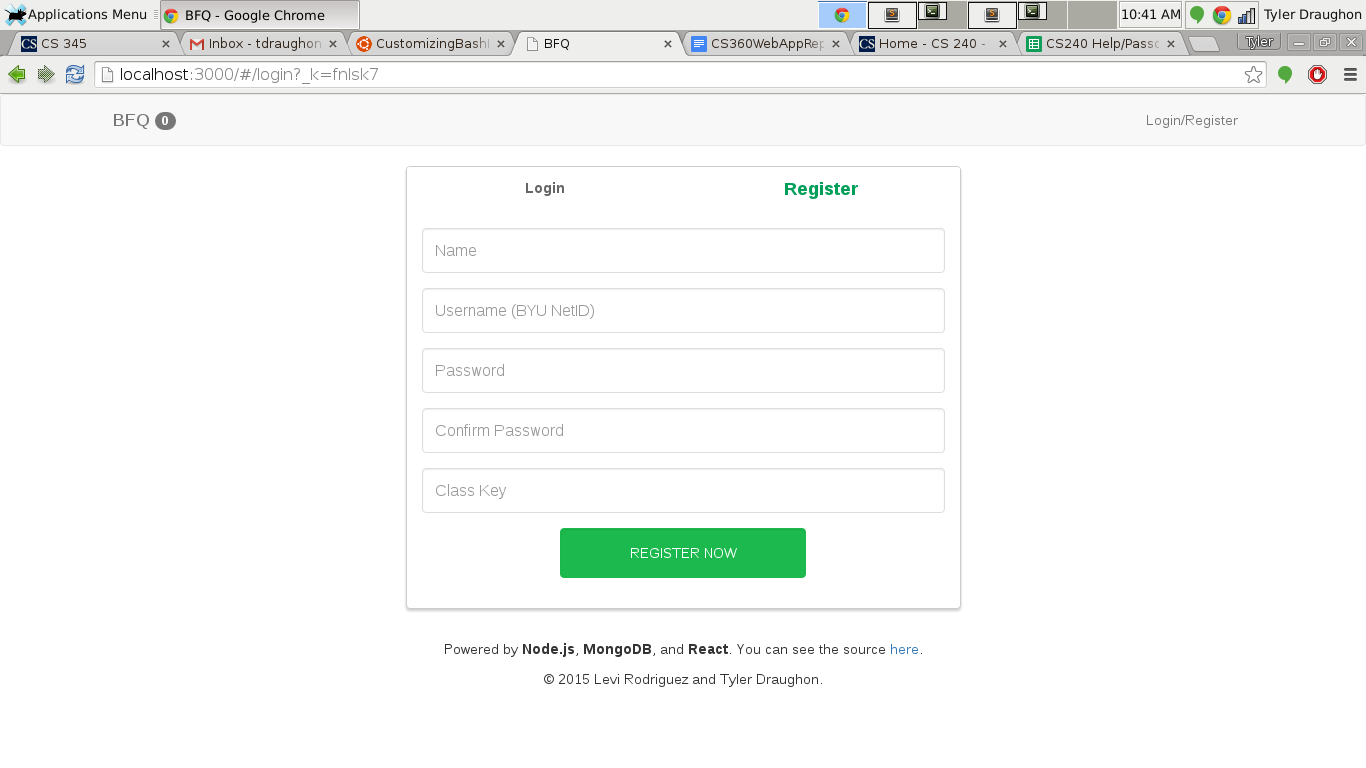 Applications Menu BFQ - Google Chrome 10:41 AM Tyler Draughon
CS 345 Inbox - tdraughon CustomizingBash BFQ CS360WebAppRep Home - CS 240 - CS240 Help/Passo Tyler
localhost:3000/#/login?_k=fnlsk7
BFQ 0 Login/Register
Login Register
Name
Username (BYU NetID)
Password
Confirm Password
Class Key
REGISTER NOW
Powered by Node.js, MongoDB, and React. You can see the source here.
© 2015 Levi Rodriguez and Tyler Draughon.